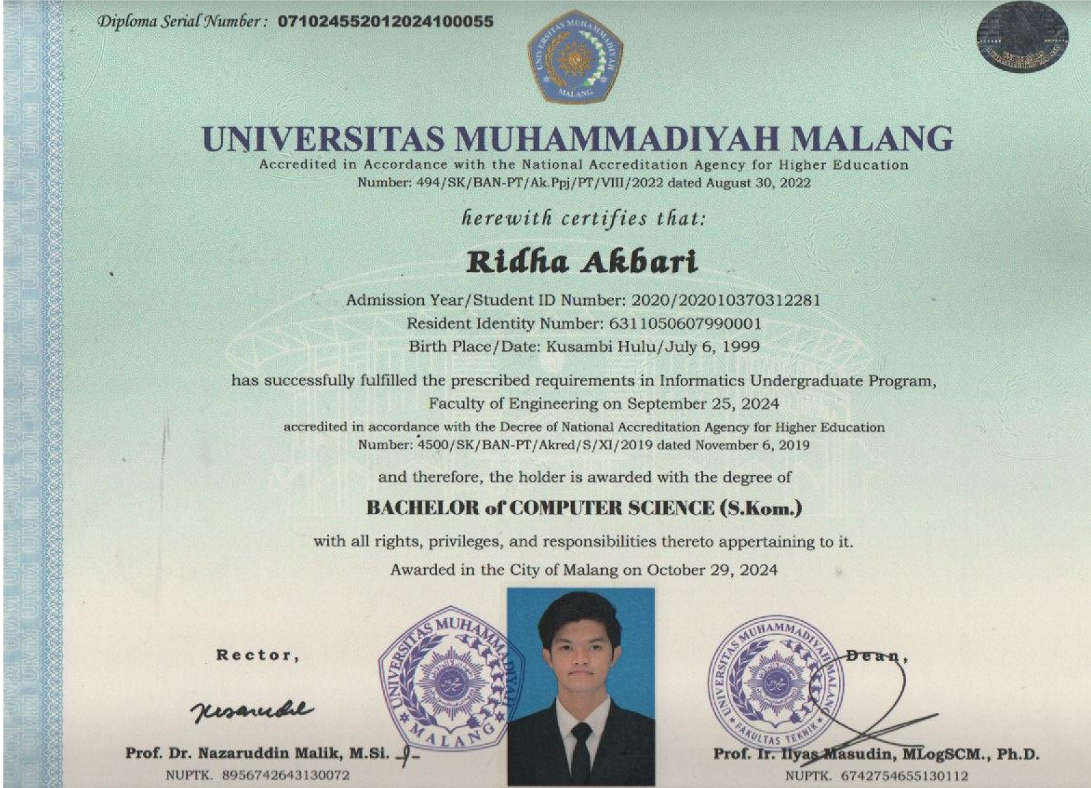 Diploma Serial Number : 071024552012024100055
UNIVERSITAS MUHAMMADIYAH
MALANG
UNIVERSITAS MUHAMMADIYAH MALANG
Accredited in Accordance with the National Accreditation Agency for Higher Education
Number: 494/SK/BAN-PT/Ak.Ppj/PT/VIII/2022 dated August 30, 2022
herewith certifies that:
Ridha Akbari
Admission Year/Student ID Number: 2020/202010370312281
Resident Identity Number: 6311050607990001
Birth Place/Date: Kusambi Hulu/July 6, 1999
has successfully fulfilled the prescribed requirements in Informatics Undergraduate Program,
Faculty of Engineering on September 25, 2024
accredited in accordance with the Decree of National Accreditation Agency for Higher Education
Number: 4500/SK/BAN-PT/Akred/S/XI/2019 dated November 6, 2019
and therefore, the holder is awarded with the degree of
BACHELOR of COMPUTER SCIENCE (S.Kom.)
with all rights, privileges, and responsibilities thereto appertaining to it.
Awarded in the City of Malang on October 29, 2024
Rector,
UNIVERSITAS MUHAMMADIYAH
MALANG
UNIVERSITAS MUHAMMADIYAH MALANG
FAKULTAS TEKNIK
Dean,
Prof. Dr. Nazaruddin Malik, M.Si.
NUPTK. 8956742643130072
Prof. Ir. Ilyas Masudin, MLogSCM., Ph.D.
NUPTK. 6742754655130112